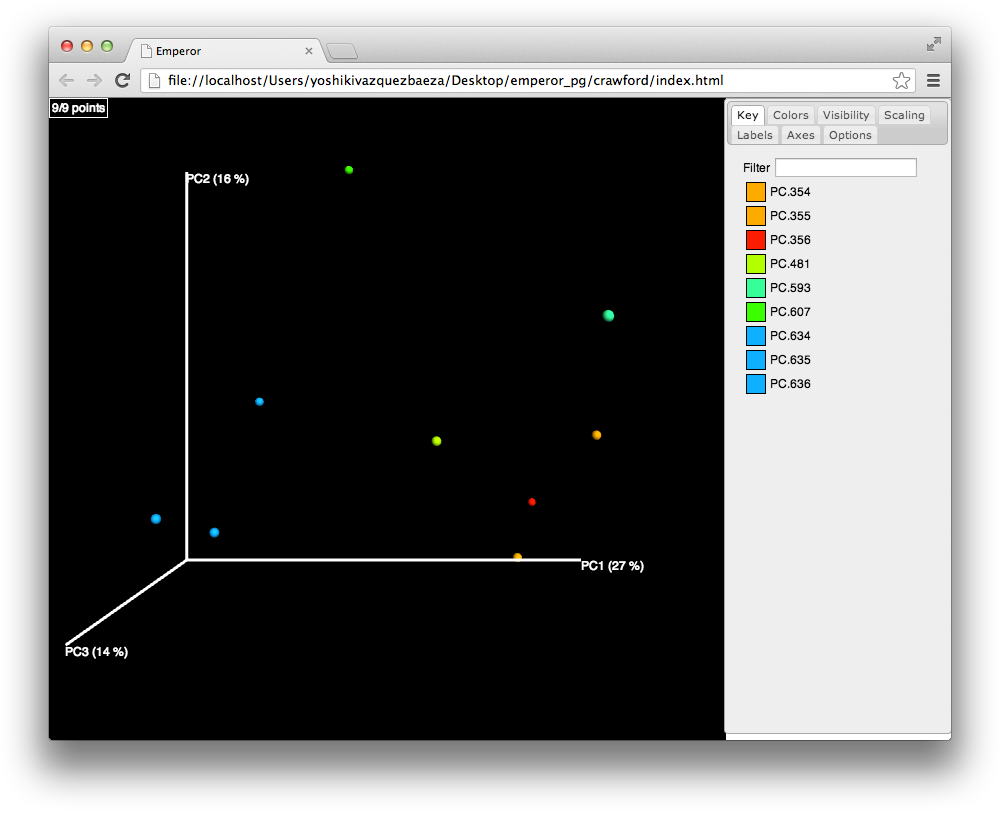 Emperor
file://localhost/Users/yoshikivazquezbaeza/Desktop/emperor_pg/crawford/index.html
9/9 points
Key Colors Visibility Scaling
Labels Axes Options
Filter
PC.354
PC.355
PC.356
PC.481
PC.593
PC.607
PC.634
PC.635
PC.636
PC2 (16 %)
PC1 (27 %)
PC3 (14 %)